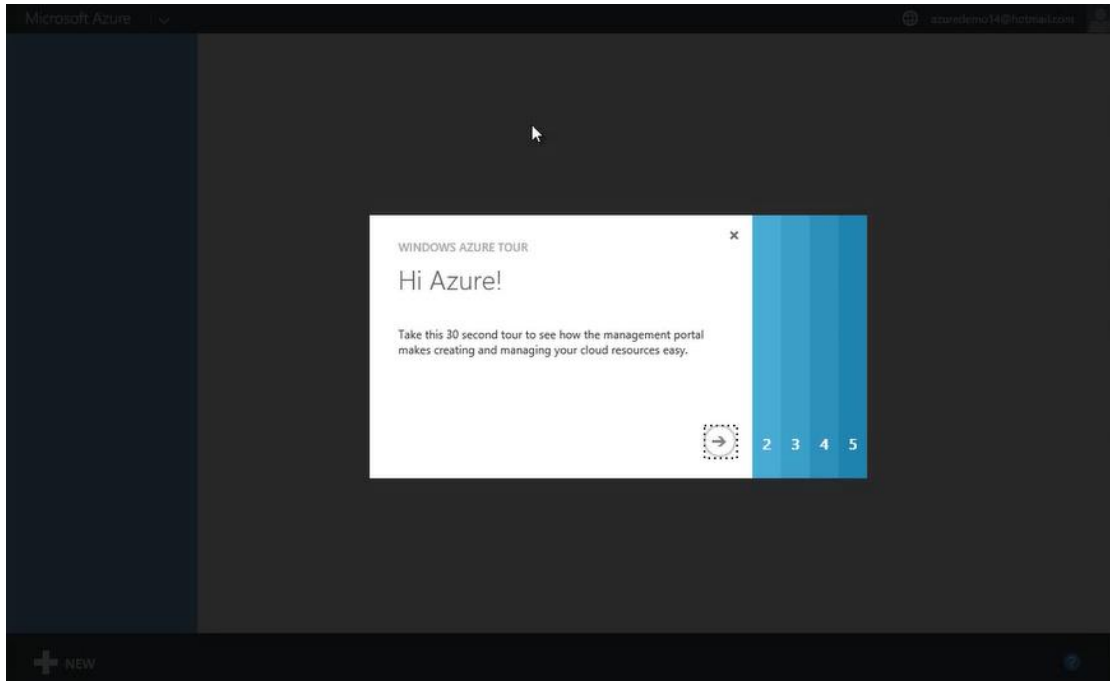 Microsoft Azure
azuredemo14@hotmail.com
WINDOWS AZURE TOUR
Hi Azure!
Take this 30 second tour to see how the management portal
makes creating and managing your cloud resources easy.
2 3 4 5
NEW
?